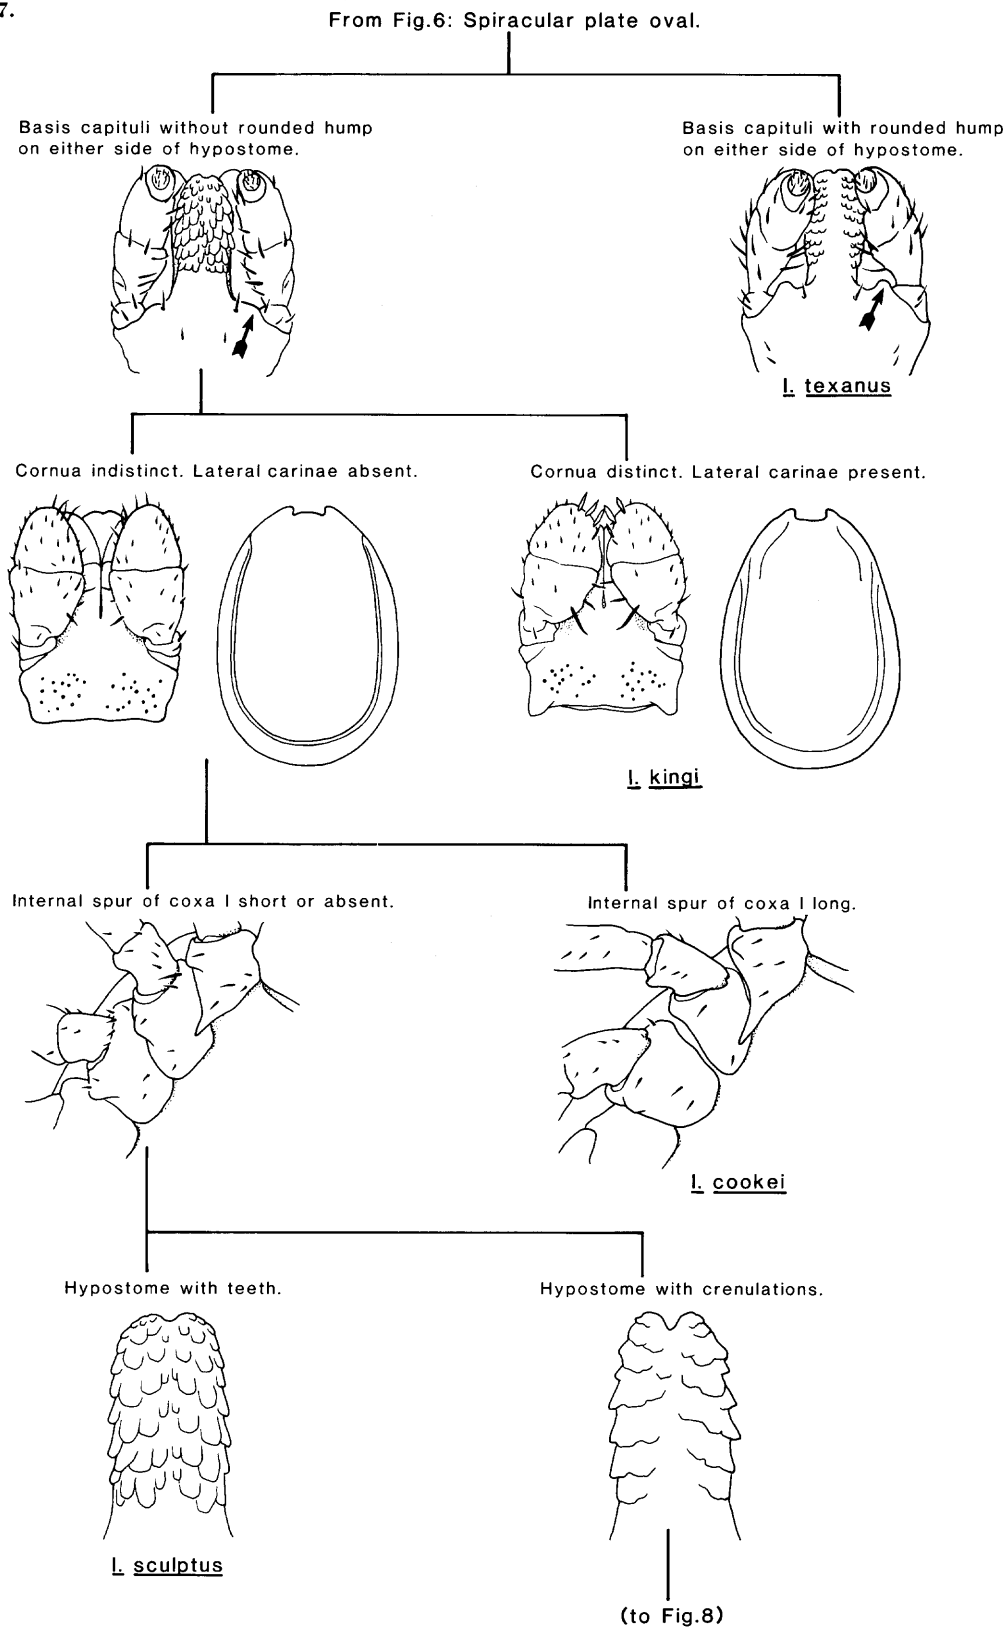 7.
From Fig.6: Spiracular plate oval.
Basis capituli without rounded hump
on either side of hypostome.
Basis capituli with rounded hump
on either side of hypostome.
I. texanus
Cornua indistinct. Lateral carinae absent.
Cornua distinct. Lateral carinae present.
I. kingi
Internal spur of coxa I short or absent.
Internal spur of coxa I long.
I. cookei
Hypostome with teeth.
Hypostome with crenulations.
I. sculptus
(to Fig.8)